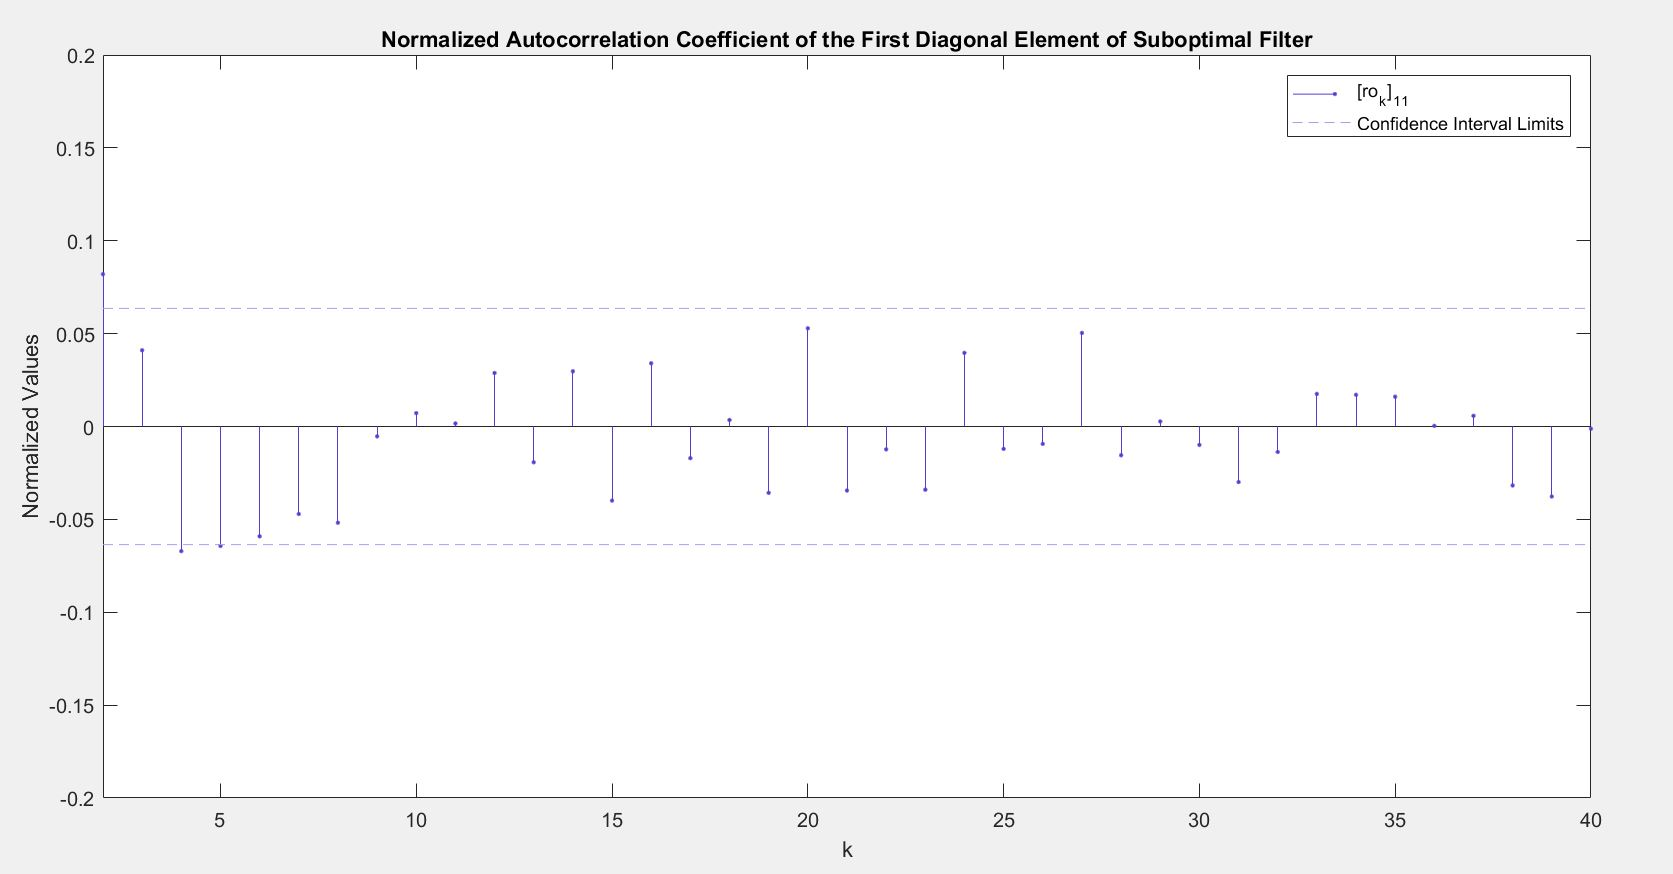 Normalized Autocorrelation Coefficient of the First Diagonal Element of Suboptimal Filter
[ro_k]_11
Confidence Interval Limits
0.2
0.15
0.1
0.05
0
-0.05
-0.1
-0.15
-0.2
Normalized Values
5 10 15 20 25 30 35 40
k